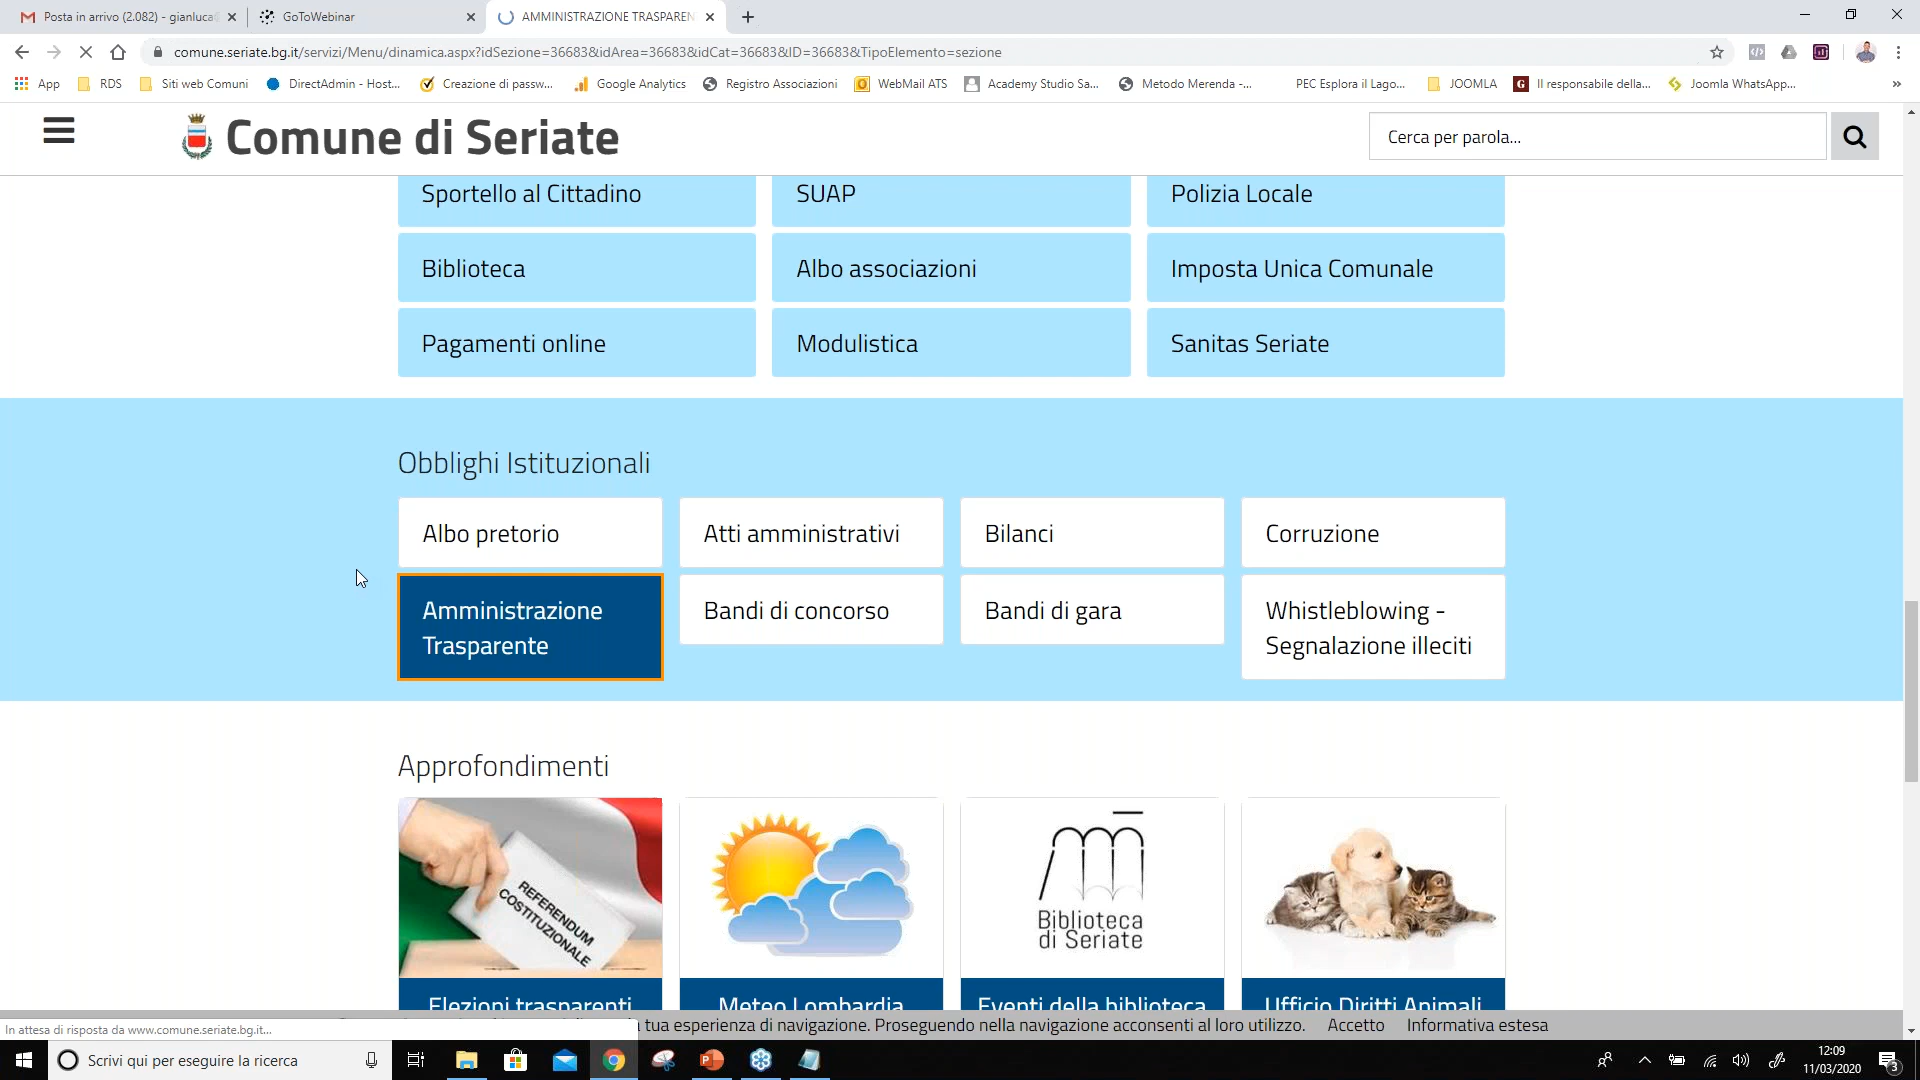 Posta in arrivo (2.082) - gianluca
GoToWebinar
AMMINISTRAZIONE TRASPAREN
comune.seriate.bg.it/servizi/Menu/dinamica.aspx?idSezione=36683&idArea=36683&idCat=36683&ID=36683&TipoElemento=sezione
App
RDS
Siti web Comuni
DirectAdmin - Host...
Creazione di passw...
Google Analytics
Registro Associazioni
WebMail ATS
Academy Studio Sa...
Metodo Merenda -...
PEC Esplora il Lago...
JOOMLA
Il responsabile della...
Joomla WhatsApp...
»
Comune di Seriate
Cerca per parola...
Sportello al Cittadino
SUAP
Polizia Locale
Biblioteca
Albo associazioni
Imposta Unica Comunale
Pagamenti online
Modulistica
Sanitas Seriate
Obblighi Istituzionali
Albo pretorio
Atti amministrativi
Bilanci
Corruzione
Amministrazione
Trasparente
Bandi di concorso
Bandi di gara
Whistleblowing -
Segnalazione illeciti
Approfondimenti
REFERENDUM
COSTITUZIONALE
Biblioteca
di Seriate
Elezioni trasparenti
Meteo Lombardia
Eventi della biblioteca
Ufficio Diritti Animali
In attesa di risposta da www.comune.seriate.bg.it...
la tua esperienza di navigazione. Proseguendo nella navigazione acconsenti al loro utilizzo.
Accetto
Informativa estesa
Scrivi qui per eseguire la ricerca
12:09
11/03/2020
3